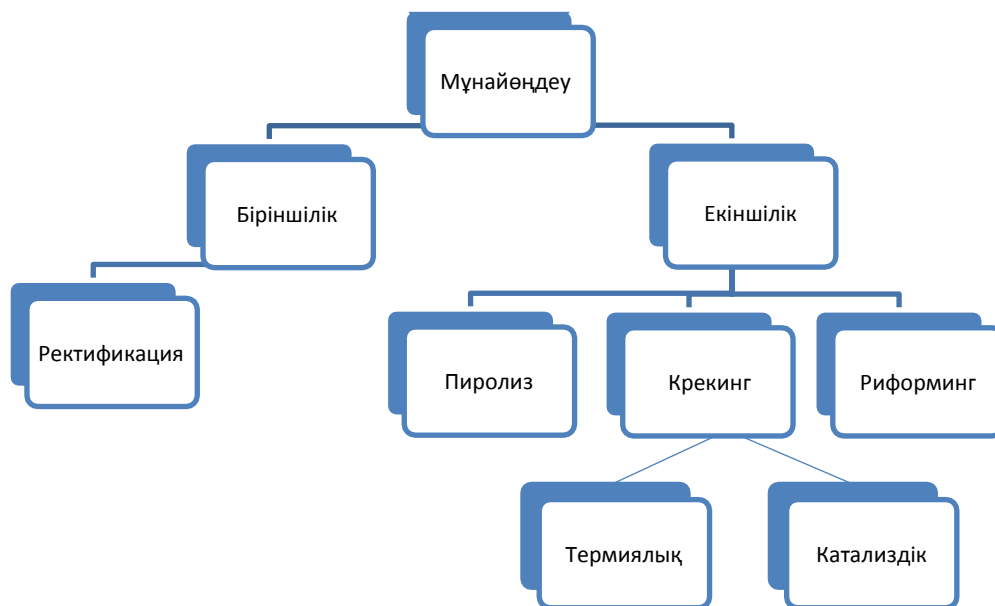 Мұнайөңдеу
Біріншілік
Екіншілік
Ректификация
Пиролиз
Крекинг
Риформинг
Термиялық
Катализдік